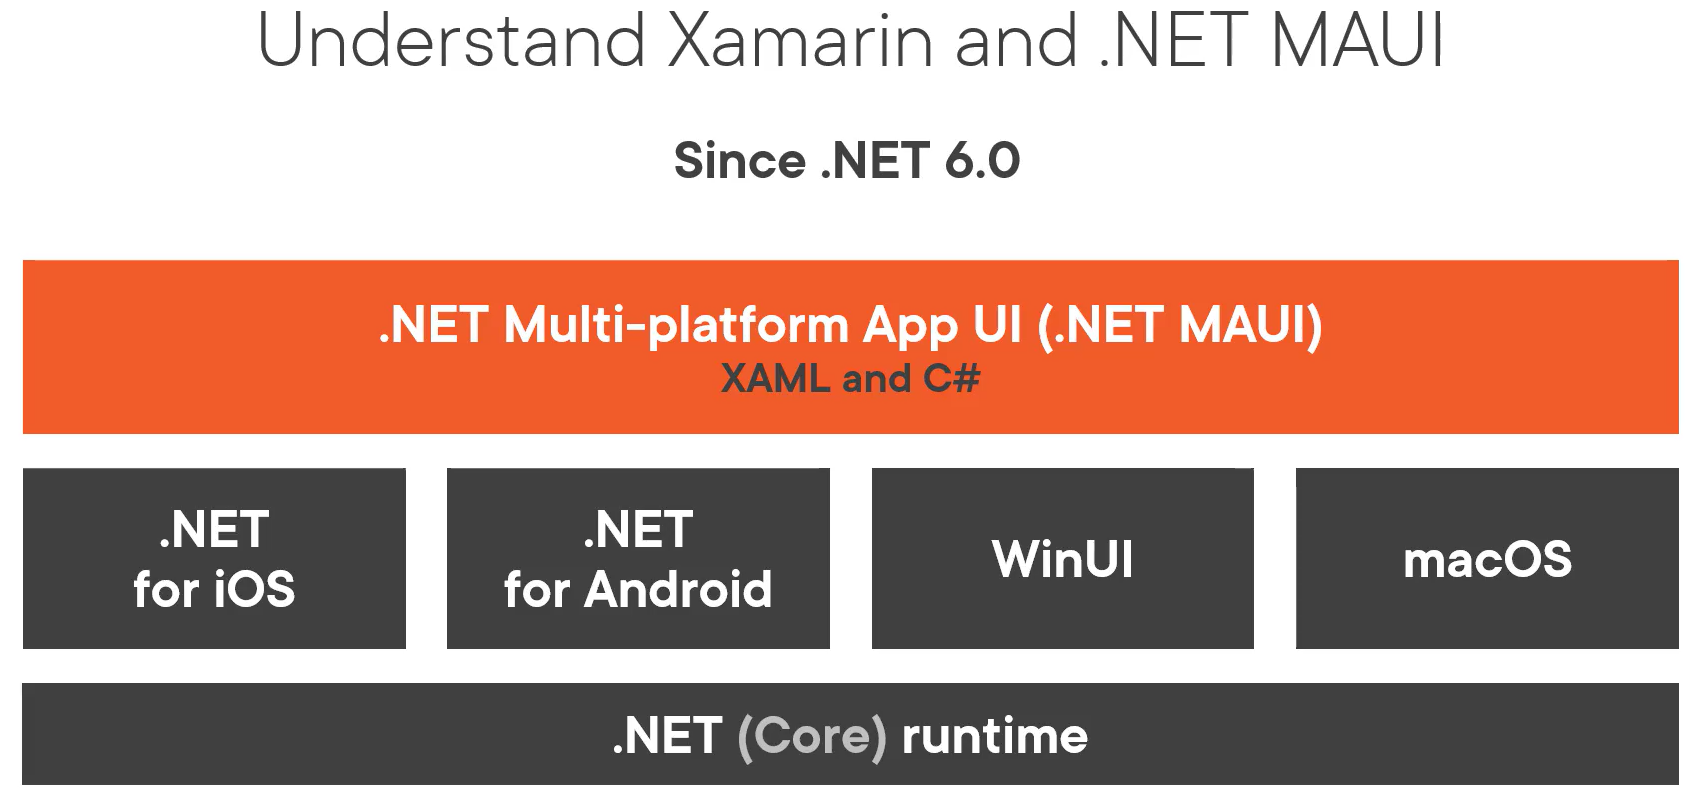 Understand Xamarin and .NET MAUI
Since .NET 6.0
.NET Multi-platform App UI (.NET MAUI)
XAML and C#
.NET
for iOS
.NET
for Android
WinUI
macOS
.NET (Core) runtime